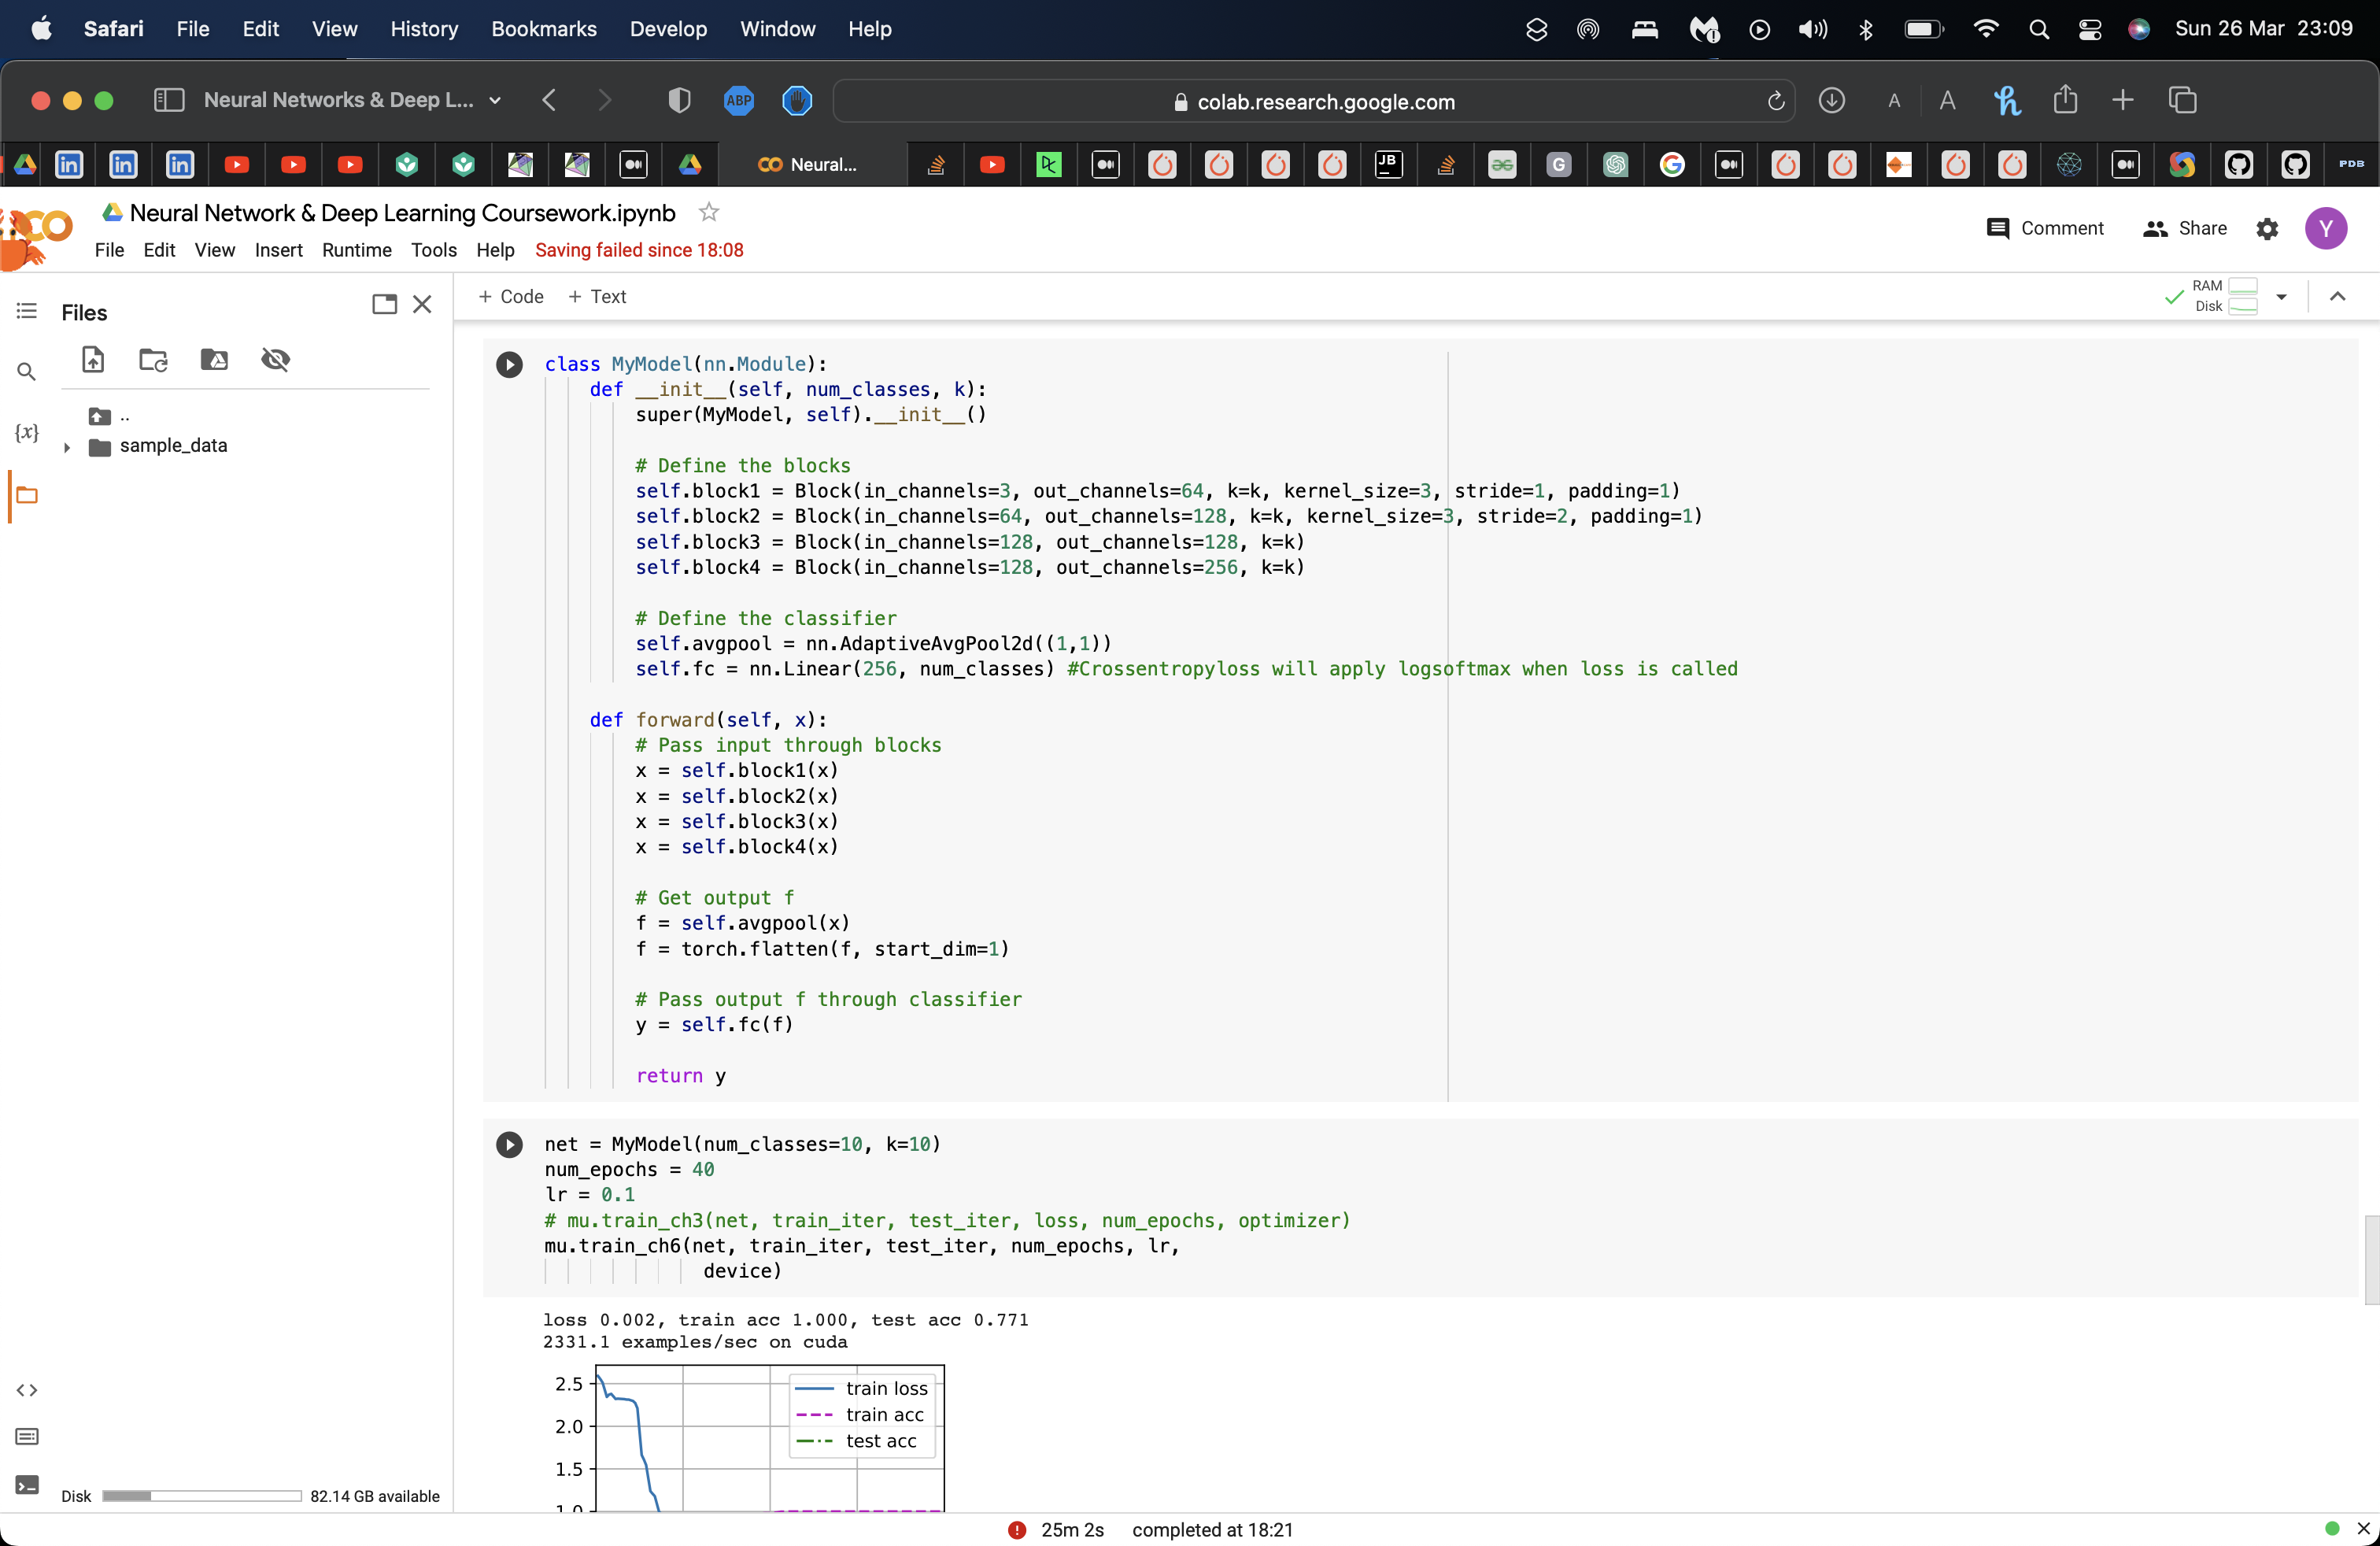 Safari File Edit View History Bookmarks Develop Window Help Sun 26 Mar 23:09
Neural Networks & Deep L... ABP colab.research.google.com A A
in in in Neural... JB G G PDB
Neural Network & Deep Learning Coursework.ipynb
Comment Share Y
File Edit View Insert Runtime Tools Help Saving failed since 18:08
Files
+ Code + Text
RAM
Disk
{x}
..
sample_data
class MyModel(nn.Module):
def __init__(self, num_classes, k):
super(MyModel, self).__init__()
# Define the blocks
self.block1 = Block(in_channels=3, out_channels=64, k=k, kernel_size=3, stride=1, padding=1)
self.block2 = Block(in_channels=64, out_channels=128, k=k, kernel_size=3, stride=2, padding=1)
self.block3 = Block(in_channels=128, out_channels=128, k=k)
self.block4 = Block(in_channels=128, out_channels=256, k=k)
# Define the classifier
self.avgpool = nn.AdaptiveAvgPool2d((1,1))
self.fc = nn.Linear(256, num_classes) #Crossentropyloss will apply logsoftmax when loss is called
def forward(self, x):
# Pass input through blocks
x = self.block1(x)
x = self.block2(x)
x = self.block3(x)
x = self.block4(x)
# Get output f
f = self.avgpool(x)
f = torch.flatten(f, start_dim=1)
# Pass output f through classifier
y = self.fc(f)
return y
net = MyModel(num_classes=10, k=10)
num_epochs = 40
lr = 0.1
# mu.train_ch3(net, train_iter, test_iter, loss, num_epochs, optimizer)
mu.train_ch6(net, train_iter, test_iter, num_epochs, lr,
device)
loss 0.002, train acc 1.000, test acc 0.771
2331.1 examples/sec on cuda
2.5
2.0
1.5
1.0
train loss
train acc
test acc
Disk 82.14 GB available
25m 2s completed at 18:21